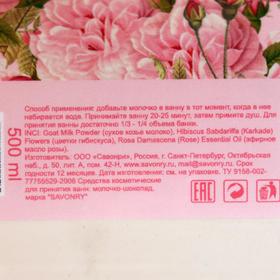 Способ применения: добавьте молочко в ванну в тот момент, когда в нее
набирается вода. Принимайте ванну 20-25 минут, затем примите душ. Для
принятия ванны достаточно 1/3 - 1/4 объема банки.
INCI: Goat Milk Powder (сухое козье молоко), Hibiscus Sabdariffa (Karkade)
Flowers (цветки гибискуса), Rosa Damascena (Rose) Essential Oil (эфирное
масло розы).
Изготовитель: ООО «Савонри», Россия, г. Санкт-Петербург, Октябрьская
наб., д. 50, лит. А, пом. 42-Н, www.savonry.ru, e-mail: info@savonry.ru. Срок
годности 12 месяцев. Дата изготовления: см. на упаковке. ТУ 9158-002-
77765529-2006 Средства косметические
для принятия ванн: молочко-шоколад,
марка "SAVONRY"
500 ml
EAC